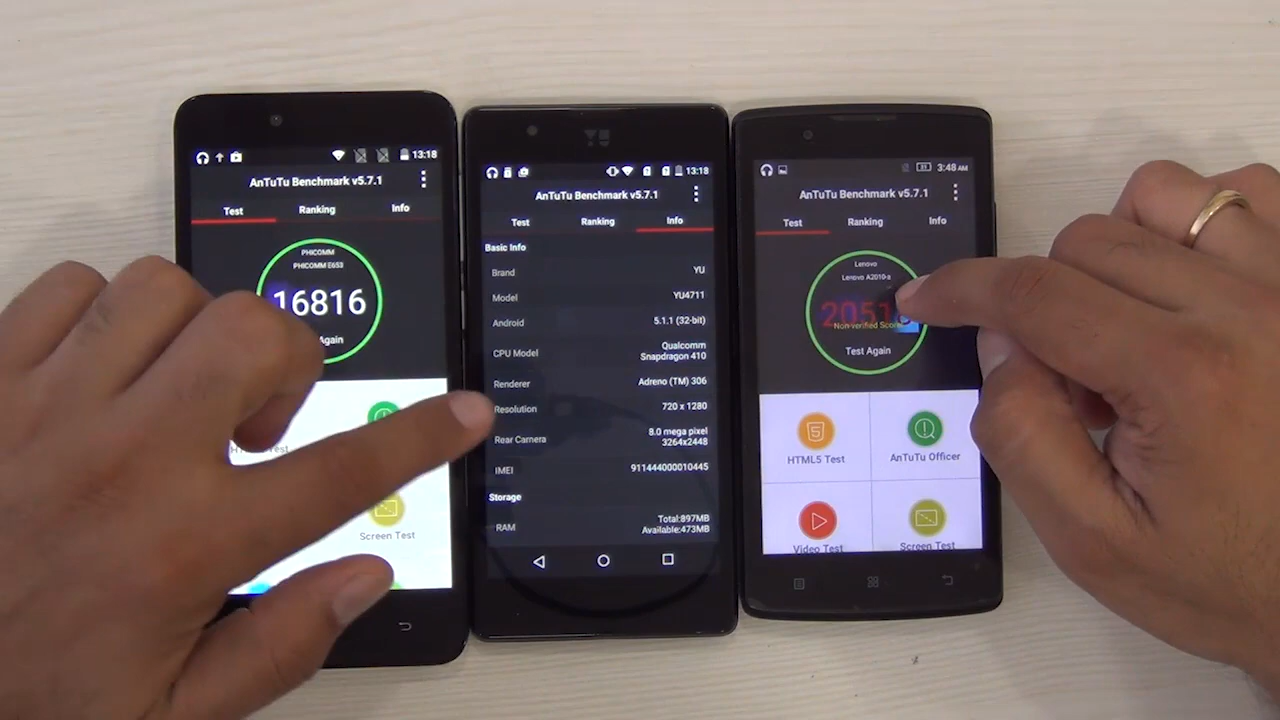 13:18
AnTuTu Benchmark v5.7.1
Test Ranking Info
PHICOMM
PHICOMM E653
16816
Again
Screen Test
YU
13:18
AnTuTu Benchmark v5.7.1
Test Ranking Info
Basic Info
Brand YU
Model YU4711
Android 5.1.1 (32-bit)
CPU Model Qualcomm
Snapdragon 410
Renderer Adreno (TM) 306
Resolution 720 x 1280
Rear Camera 8.0 mega pixel
3264x2448
IMEI 911444000010445
Storage
RAM Total:897MB
Available:473MB
3:48 AM
AnTuTu Benchmark v5.7.1
Test Ranking Info
Lenovo
Lenovo A2010-a
Non-verified Score
Test Again
HTML5 Test
AnTuTu Officer
Video Test
Screen Test